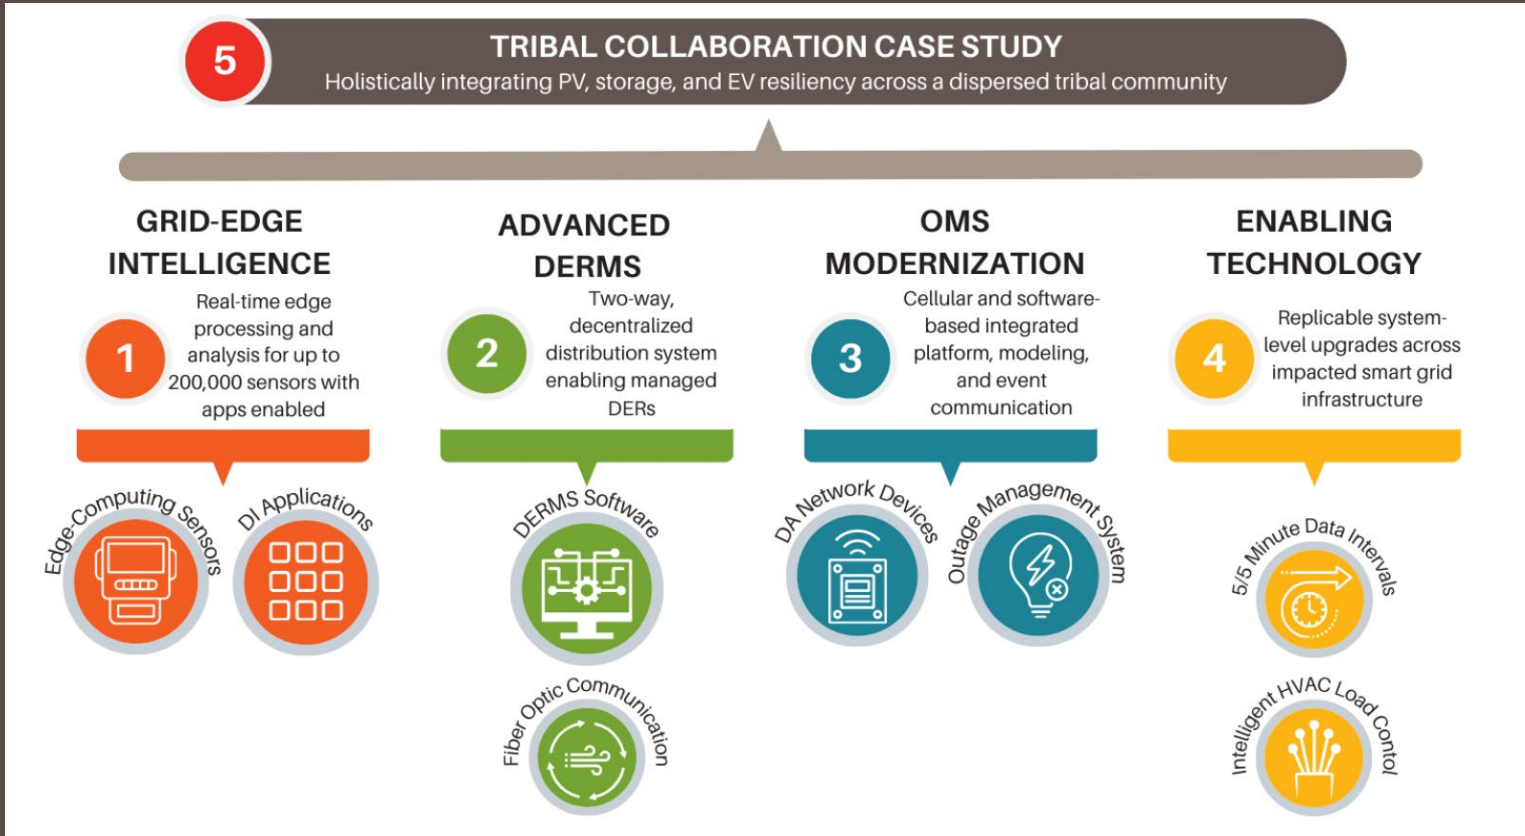 5
TRIBAL COLLABORATION CASE STUDY
Holistically integrating PV, storage, and EV resiliency across a dispersed tribal community
GRID-EDGE
INTELLIGENCE
1
Real-time edge
processing and
analysis for up to
200,000 sensors with
apps enabled
Edge-Computing Sensors
DI Applications
ADVANCED
DERMS
2
Two-way,
decentralized
distribution system
enabling managed
DERs
DERMS Software
Fiber Optic Communication
OMS
MODERNIZATION
3
Cellular and software-
based integrated
platform, modeling,
and event
communication
DA Network Devices
Outage Management System
ENABLING
TECHNOLOGY
4
Replicable system-
level upgrades across
impacted smart grid
infrastructure
5/5 Minute Data Intervals
Intelligent HVAC Load Contol